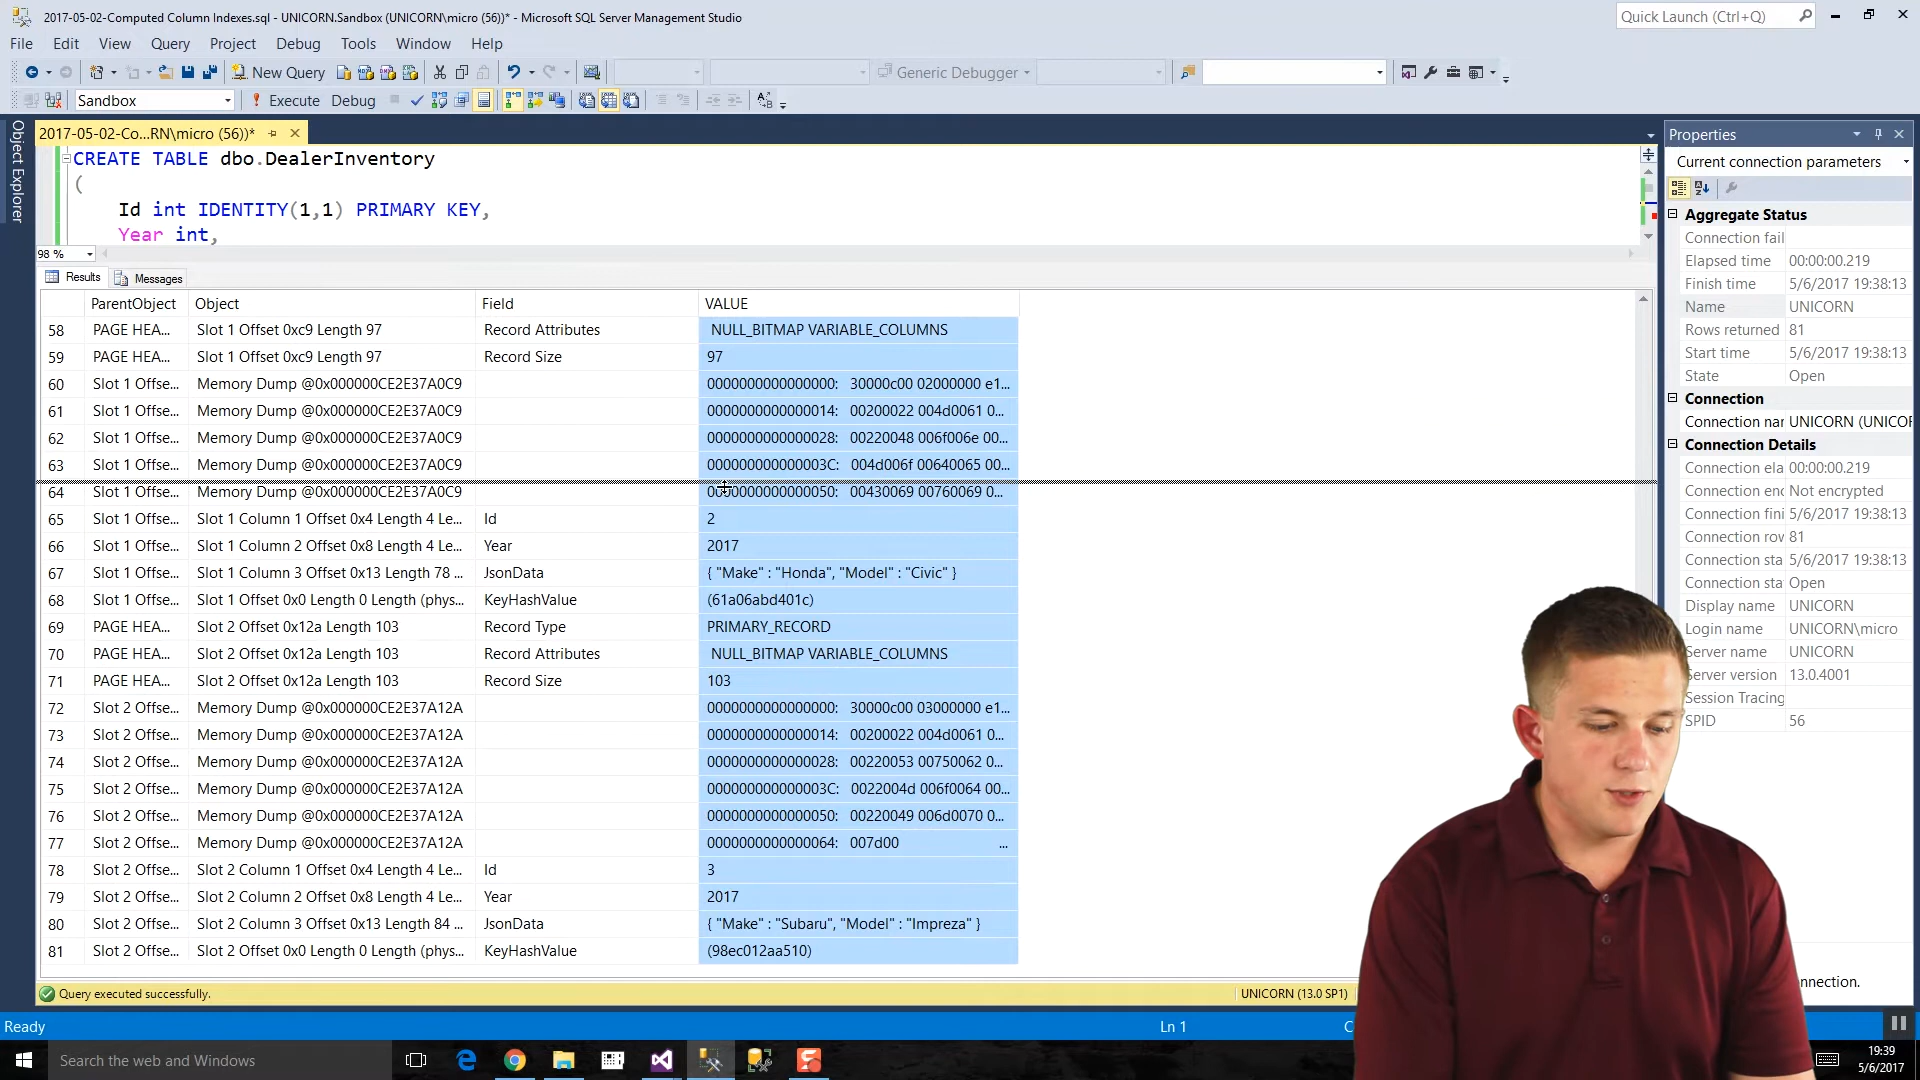 2017-05-02-Computed Column Indexes.sql - UNICORN.Sandbox (UNICORN\micro (56))* - Microsoft SQL Server Management Studio
Quick Launch (Ctrl+Q)
File Edit View Query Project Debug Tools Window Help
New Query
Generic Debugger
Sandbox
Execute Debug
Object Explorer
2017-05-02-Co...RN\micro (56))*
CREATE TABLE dbo.DealerInventory
(
Id int IDENTITY(1,1) PRIMARY KEY,
Year int,
98 %
Results Messages
ParentObject Object Field VALUE
58 PAGE HEA... Slot 1 Offset 0xc9 Length 97 Record Attributes NULL_BITMAP VARIABLE_COLUMNS
59 PAGE HEA... Slot 1 Offset 0xc9 Length 97 Record Size 97
60 Slot 1 Offse... Memory Dump @0x000000CE2E37A0C9 0000000000000000: 30000c00 02000000 e1...
61 Slot 1 Offse... Memory Dump @0x000000CE2E37A0C9 0000000000000014: 00200022 004d0061 0...
62 Slot 1 Offse... Memory Dump @0x000000CE2E37A0C9 0000000000000028: 00220048 006f006e 00...
63 Slot 1 Offse... Memory Dump @0x000000CE2E37A0C9 000000000000003C: 004d006f 00640065 00...
64 Slot 1 Offse... Memory Dump @0x000000CE2E37A0C9 0000000000000050: 00430069 00760069 0...
65 Slot 1 Offse... Slot 1 Column 1 Offset 0x4 Length 4 Le... Id 2
66 Slot 1 Offse... Slot 1 Column 2 Offset 0x8 Length 4 Le... Year 2017
67 Slot 1 Offse... Slot 1 Column 3 Offset 0x13 Length 78 ... JsonData { "Make" : "Honda", "Model" : "Civic" }
68 Slot 1 Offse... Slot 1 Offset 0x0 Length 0 Length (phys... KeyHashValue (61a06abd401c)
69 PAGE HEA... Slot 2 Offset 0x12a Length 103 Record Type PRIMARY_RECORD
70 PAGE HEA... Slot 2 Offset 0x12a Length 103 Record Attributes NULL_BITMAP VARIABLE_COLUMNS
71 PAGE HEA... Slot 2 Offset 0x12a Length 103 Record Size 103
72 Slot 2 Offse... Memory Dump @0x000000CE2E37A12A 0000000000000000: 30000c00 03000000 e1...
73 Slot 2 Offse... Memory Dump @0x000000CE2E37A12A 0000000000000014: 00200022 004d0061 0...
74 Slot 2 Offse... Memory Dump @0x000000CE2E37A12A 0000000000000028: 00220053 00750062 0...
75 Slot 2 Offse... Memory Dump @0x000000CE2E37A12A 000000000000003C: 0022004d 006f0064 00...
76 Slot 2 Offse... Memory Dump @0x000000CE2E37A12A 0000000000000050: 00220049 006d0070 0...
77 Slot 2 Offse... Memory Dump @0x000000CE2E37A12A 0000000000000064: 007d00 ...
78 Slot 2 Offse... Slot 2 Column 1 Offset 0x4 Length 4 Le... Id 3
79 Slot 2 Offse... Slot 2 Column 2 Offset 0x8 Length 4 Le... Year 2017
80 Slot 2 Offse... Slot 2 Column 3 Offset 0x13 Length 84 ... JsonData { "Make" : "Subaru", "Model" : "Impreza" }
81 Slot 2 Offse... Slot 2 Offset 0x0 Length 0 Length (phys... KeyHashValue (98ec012aa510)
Query executed successfully. UNICORN (13.0 SP1)
Properties
Current connection parameters
Aggregate Status
Connection fail
Elapsed time 00:00:00.219
Finish time 5/6/2017 19:38:13
Name UNICORN
Rows returned 81
Start time 5/6/2017 19:38:13
State Open
Connection
Connection nar UNICORN (UNICOR
Connection Details
Connection ela 00:00:00.219
Connection enc Not encrypted
Connection fini 5/6/2017 19:38:13
Connection rov 81
Connection sta 5/6/2017 19:38:13
Connection sta Open
Display name UNICORN
Login name UNICORN\micro
Server name UNICORN
Server version 13.0.4001
Session Tracing
SPID 56
nnection.
Ready Ln 1 C
Search the web and Windows
19:39
5/6/2017